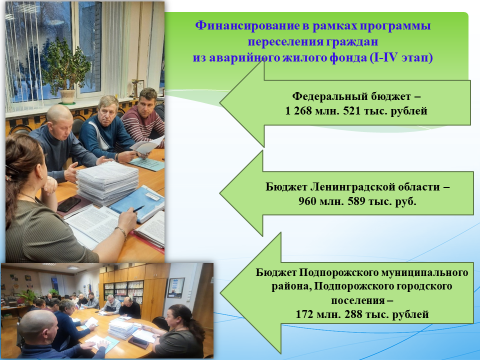 Финансирование в рамках программы
переселения граждан
из аварийного жилого фонда (I-IV этап)
Федеральный бюджет –
1 268 млн. 521 тыс. рублей
Бюджет Ленинградской области –
960 млн. 589 тыс. руб.
Бюджет Подпорожского муниципального
района, Подпорожского городского
поселения –
172 млн. 288 тыс. рублей